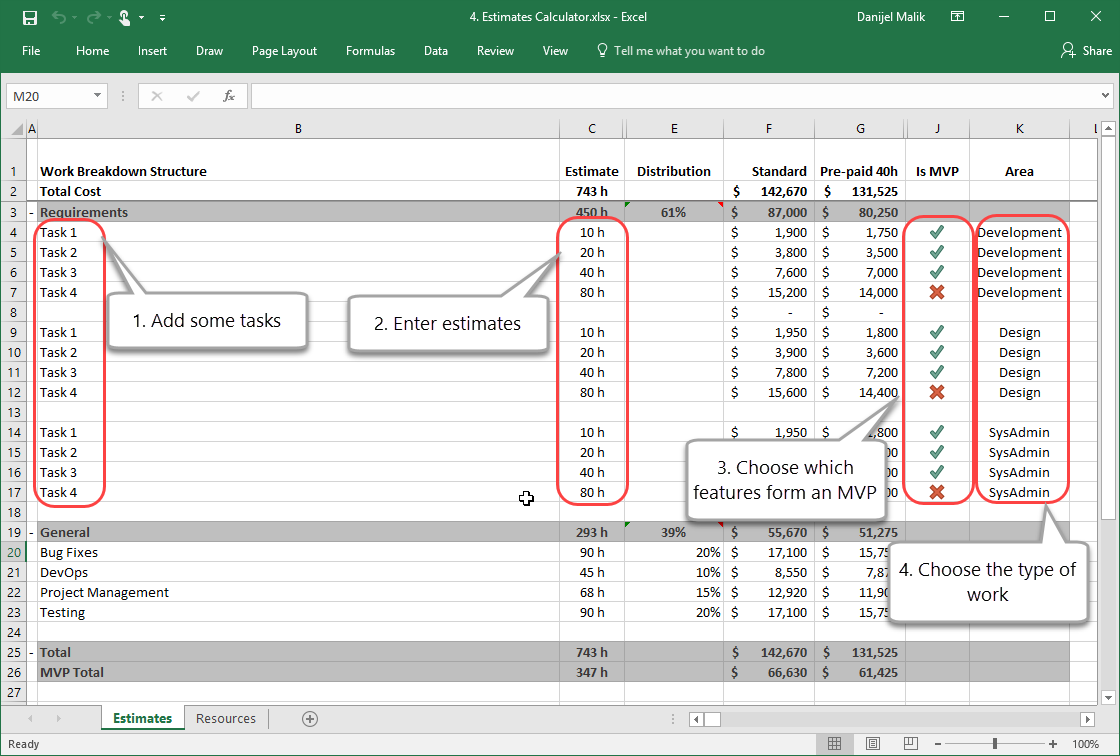 4. Estimates Calculator.xlsx - Excel Danijel Malik
File Home Insert Draw Page Layout Formulas Data Review View Tell me what you want to do Share
M20 fx
A B C E F G J K L
1 Work Breakdown Structure Estimate Distribution Standard Pre-paid 40h Is MVP Area
2 Total Cost 743 h $ 142,670 $ 131,525
3 - Requirements 450 h 61% $ 87,000 $ 80,250
4 Task 1 10 h $ 1,900 $ 1,750 Development
5 Task 2 20 h $ 3,800 $ 3,500 Development
6 Task 3 40 h $ 7,600 $ 7,000 Development
7 Task 4 80 h $ 15,200 $ 14,000 Development
8 $ - $ -
9 Task 1 10 h $ 1,950 $ 1,800 Design
10 Task 2 20 h $ 3,900 $ 3,600 Design
11 Task 3 40 h $ 7,800 $ 7,200 Design
12 Task 4 80 h $ 15,600 $ 14,400 Design
13
14 Task 1 10 h $ 1,950 $ ,800 SysAdmin
15 Task 2 20 h 00 SysAdmin
16 Task 3 40 h 00 SysAdmin
17 Task 4 80 h 00 SysAdmin
18
19 - General 293 h 39% $ 55,670 $ 51,275
20 Bug Fixes 90 h 20% $ 17,100 $ 15,75
21 DevOps 45 h 10% $ 8,550 $ 7,87
22 Project Management 68 h 15% $ 12,920 $ 11,90
23 Testing 90 h 20% $ 17,100 $ 15,75
24
25 - Total 743 h $ 142,670 $ 131,525
26 MVP Total 347 h $ 66,630 $ 61,425
27
1. Add some tasks
2. Enter estimates
3. Choose which
features form an MVP
4. Choose the type of
work
Estimates Resources
Ready 100%